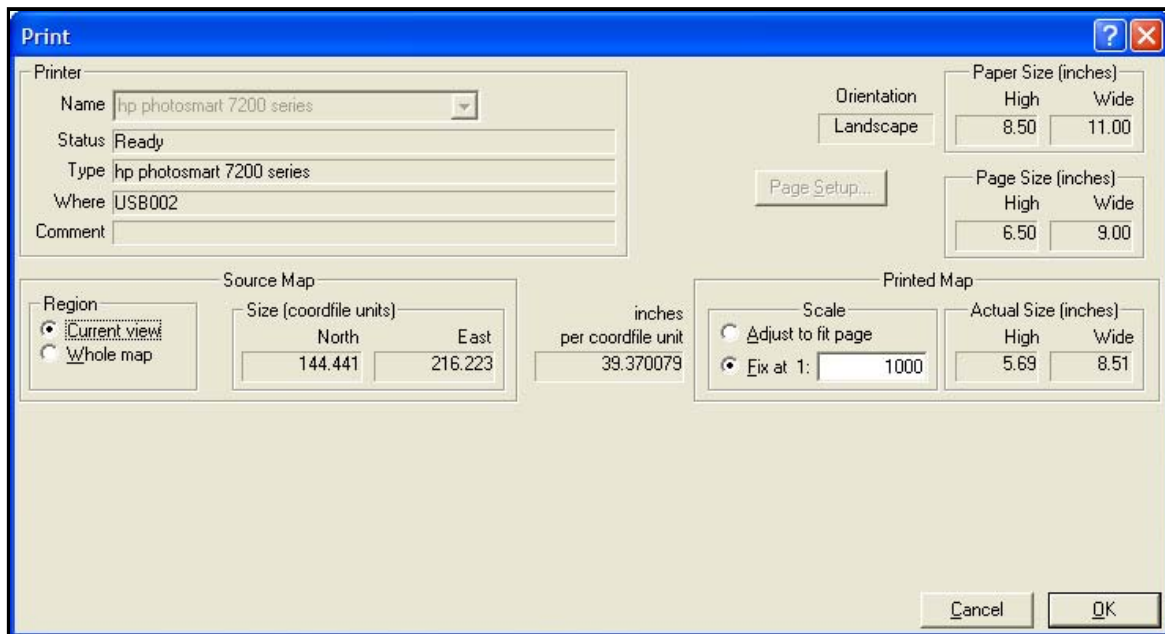 Print
Printer
Name hp photosmart 7200 series
Status Ready
Type hp photosmart 7200 series
Where USB002
Comment
Orientation
Landscape
Page Setup...
Paper Size (inches)
High Wide
8.50 11.00
Page Size (inches)
High Wide
6.50 9.00
Source Map
Region
Current view
Whole map
Size (coordfile units)
North East
144.441 216.223
inches
per coordfile unit
39.370079
Printed Map
Scale
Adjust to fit page
Fix at 1: 1000
Actual Size (inches)
High Wide
5.69 8.51
Cancel OK